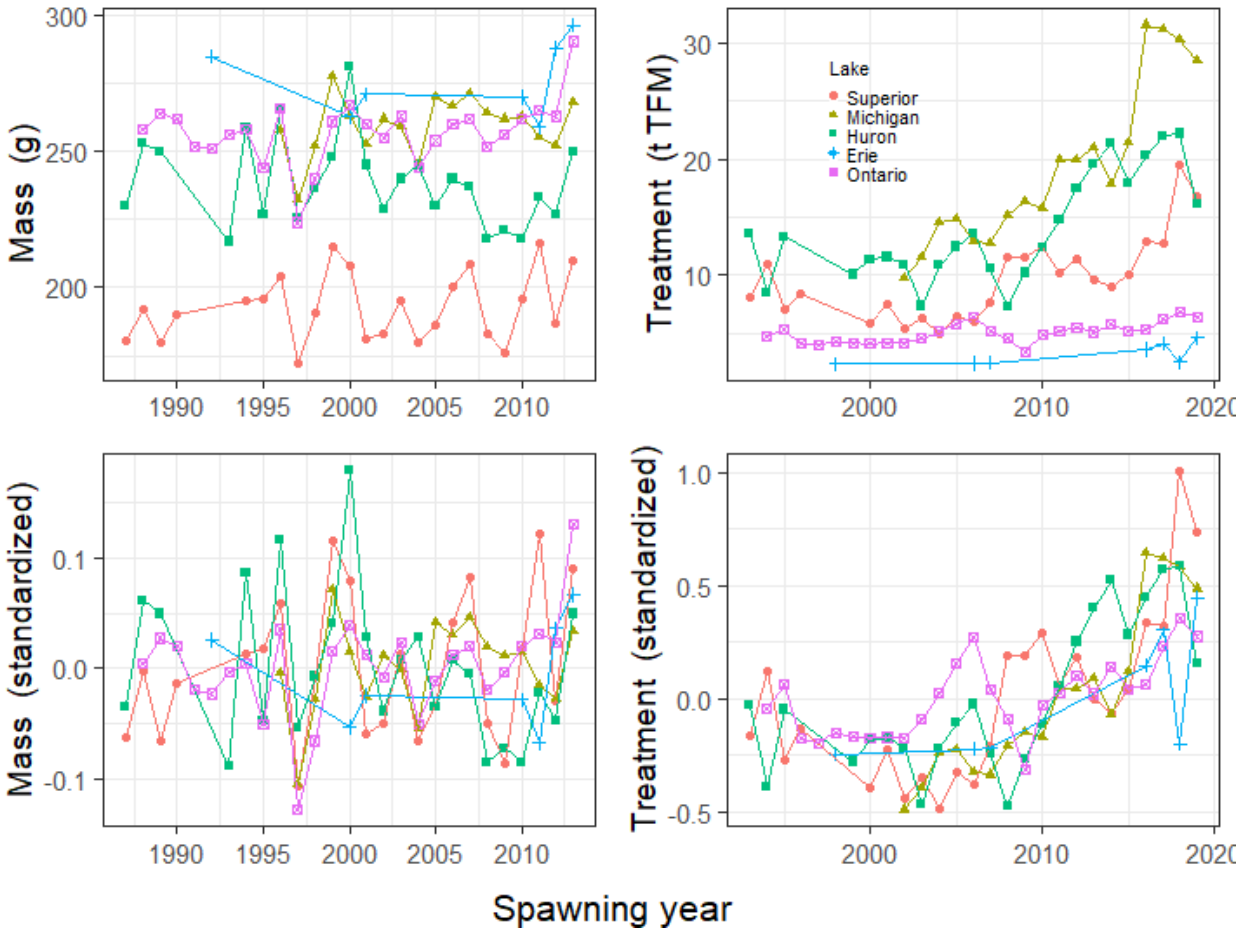 Mass (g)
300
250
200
1990 1995 2000 2005 2010
Treatment (t TFM)
30
20
10
2000 2010 2020
Lake
Superior
Michigan
Huron
Erie
Ontario
Mass (standardized)
0.1
0.0
-0.1
1990 1995 2000 2005 2010
Treatment (standardized)
1.0
0.5
0.0
-0.5
2000 2010 2020
Spawning year